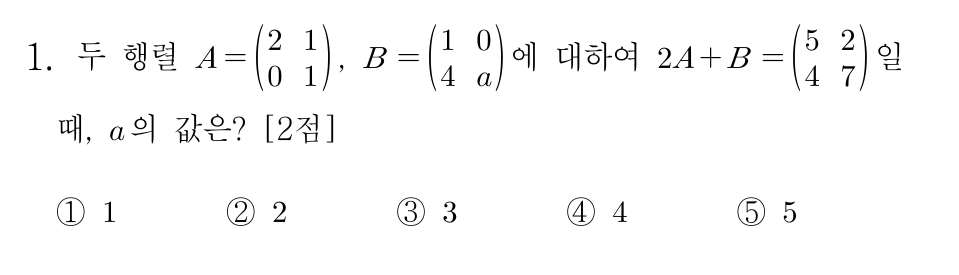 1. 두 행렬 A=(2 1; 0 1), B=(1 0; 4 a)에 대하여 2A+B=(5 2; 4 7)일
때, a의 값은? [2점]
① 1 ② 2 ③ 3 ④ 4 ⑤ 5